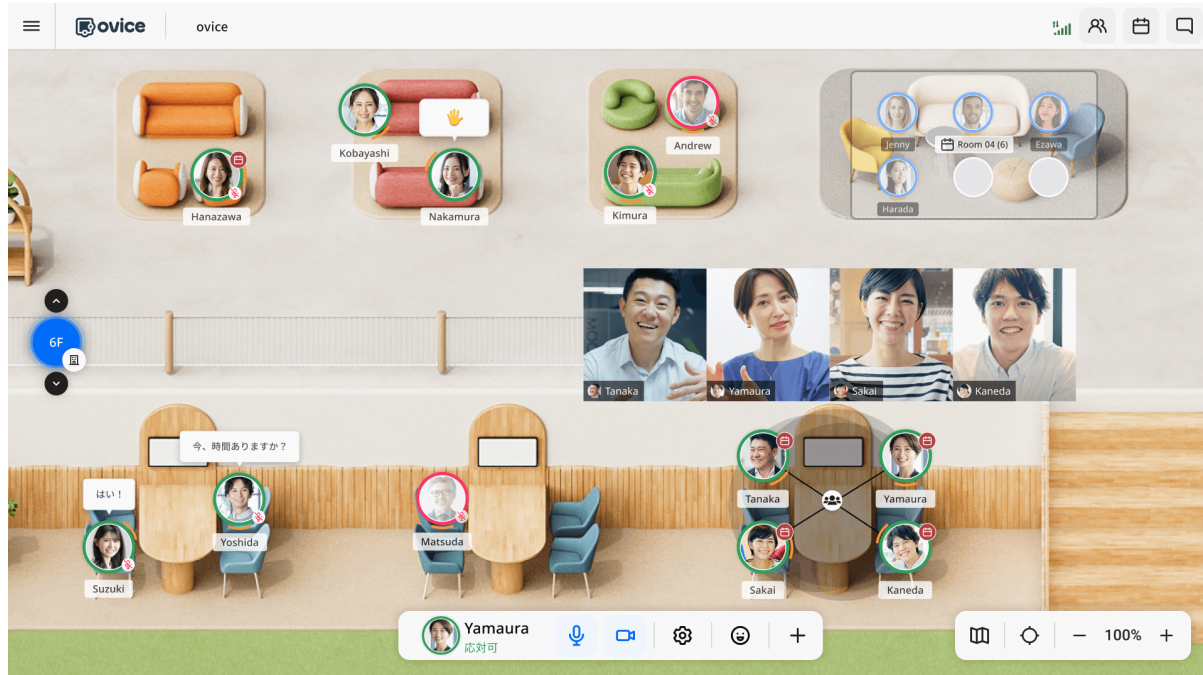 ovice
ovice
Kobayashi
Andrew
Jenny
Room 04 (6)
Ezawa
Hanazawa
Nakamura
Kimura
Harada
6F
Tanaka
Yamaura
Sakai
Kaneda
今、時間ありますか？
はい！
Tanaka
Yamaura
Yoshida
Matsuda
Suzuki
Sakai
Kaneda
Yamaura
応対可
100%